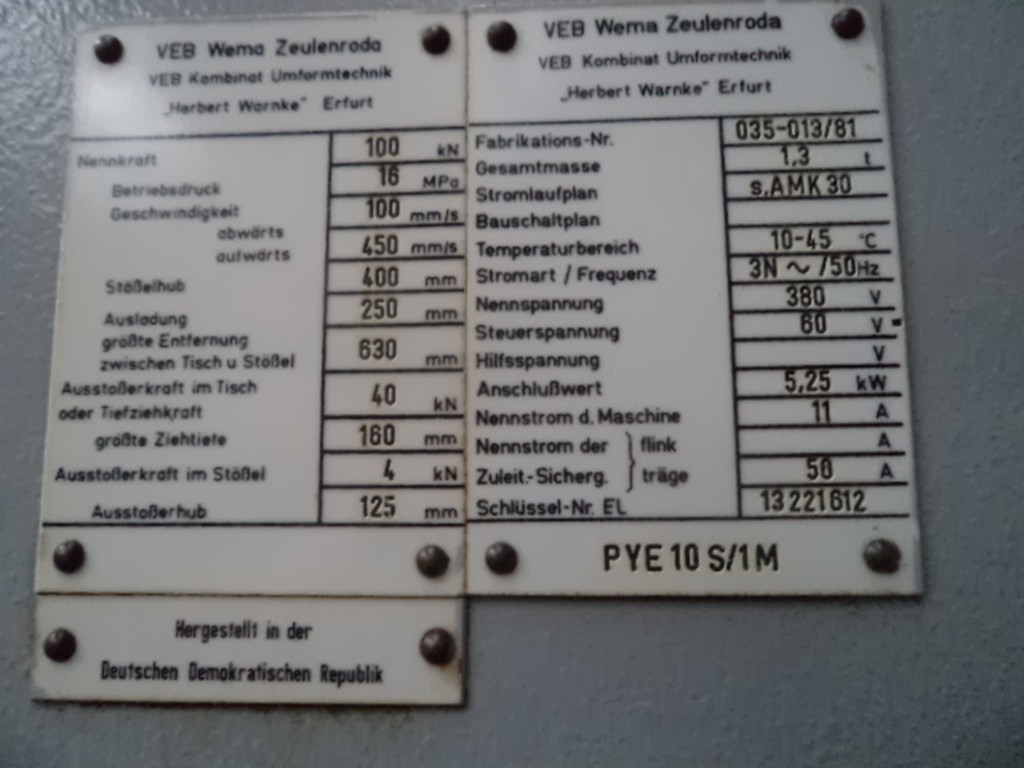 VEB Wema Zeulenroda
VEB Kombinat Umformtechnik
„Herbert Warnke" Erfurt
Nennkraft 100 kN
Betriebsdruck 16 MPa
Geschwindigkeit
abwärts 100 mm/s
aufwärts 450 mm/s
Stößelhub 400 mm
Ausladung 250 mm
größte Entfernung
zwischen Tisch u Stößel 630 mm
Ausstoßerkraft im Tisch
oder Tiefziehkraft 40 kN
größte Ziehtiefe 160 mm
Ausstoßerkraft im Stößel 4 kN
Ausstoßerhub 125 mm
Hergestellt in der
Deutschen Demokratischen Republik
VEB Wema Zeulenroda
VEB Kombinat Umformtechnik
„Herbert Warnke" Erfurt
Fabrikations-Nr. 035-013/81
Gesamtmasse 1,3 t
Stromlaufplan s.AMK 30
Bauschaltplan
Temperaturbereich 10-45 °C
Stromart / Frequenz 3N ~ /50Hz
Nennspannung 380 V
Steuerspannung 60 V-
Hilfsspannung V
Anschlußwert 5,25 kW
Nennstrom d. Maschine 11 A
Nennstrom der } flink A
Zuleit.-Sicherg. } träge 50 A
Schlüssel-Nr. EL 13 221 612
PYE 10 S/1 M